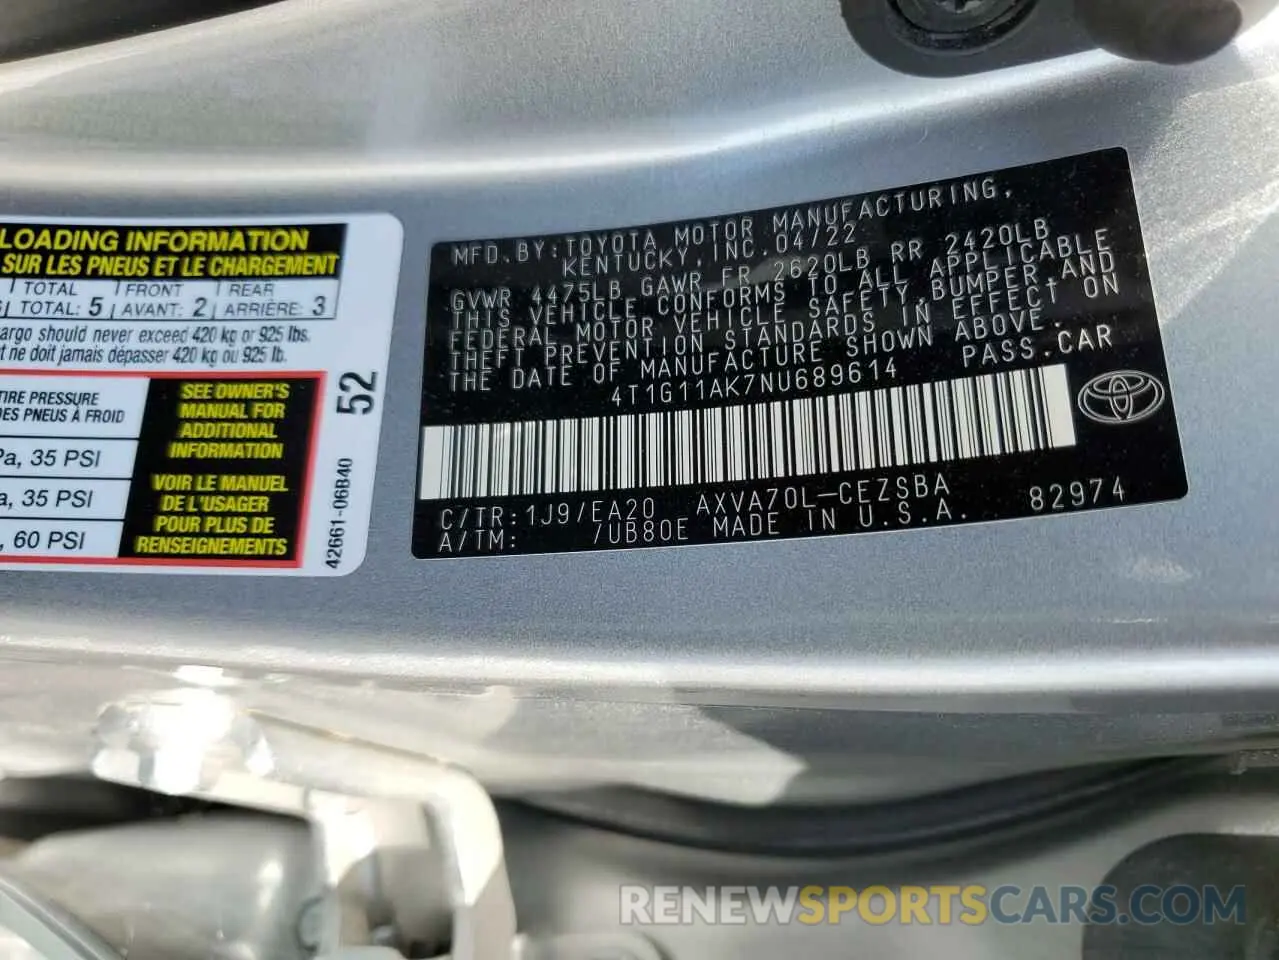 LOADING INFORMATION
SUR LES PNEUS ET LE CHARGEMENT
TOTAL FRONT REAR
TOTAL: 5 AVANT: 2 ARRIÈRE: 3
argo should never exceed 420 kg or 925 lbs.
t ne doit jamais dépasser 420 kg ou 925 lb.
TIRE PRESSURE
DES PNEUS À FROID
Pa, 35 PSI
a, 35 PSI
, 60 PSI
SEE OWNER'S
MANUAL FOR
ADDITIONAL
INFORMATION
VOIR LE MANUEL
DE L'USAGER
POUR PLUS DE
RENSEIGNEMENTS
52
42661-06B40
MFD. BY: TOYOTA MOTOR MANUFACTURING,
KENTUCKY, INC. 04/22
GVWR 4475LB GAWR FR 2620LB RR 2420LB
THIS VEHICLE CONFORMS TO ALL APPLICABLE
FEDERAL MOTOR VEHICLE SAFETY, BUMPER, AND
THEFT PREVENTION STANDARDS IN EFFECT ON
THE DATE OF MANUFACTURE SHOWN ABOVE.
4T1G11AK7NU689614 PASS. CAR
C/TR: 1J9/EA20 AXVA70L-CEZSBA
A/TM: /UB80E MADE IN U.S.A. 82974
RENEWSPORTSCARS.COM